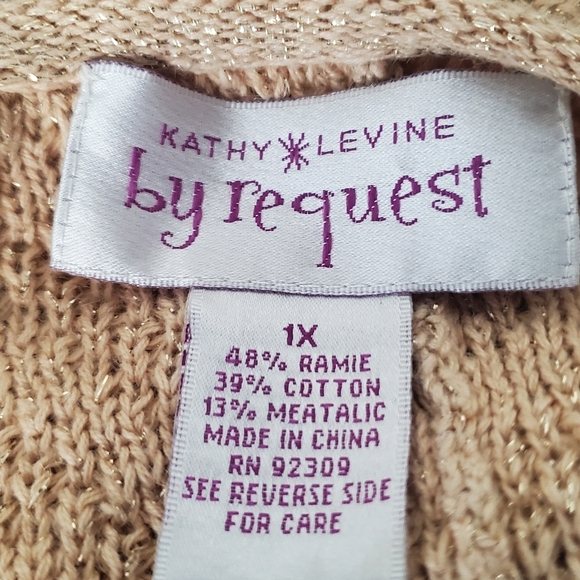 KATHY LEVINE
by request
1X
48% RAMIE
39% COTTON
13% MEATALIC
MADE IN CHINA
RN 92309
SEE REVERSE SIDE
FOR CARE